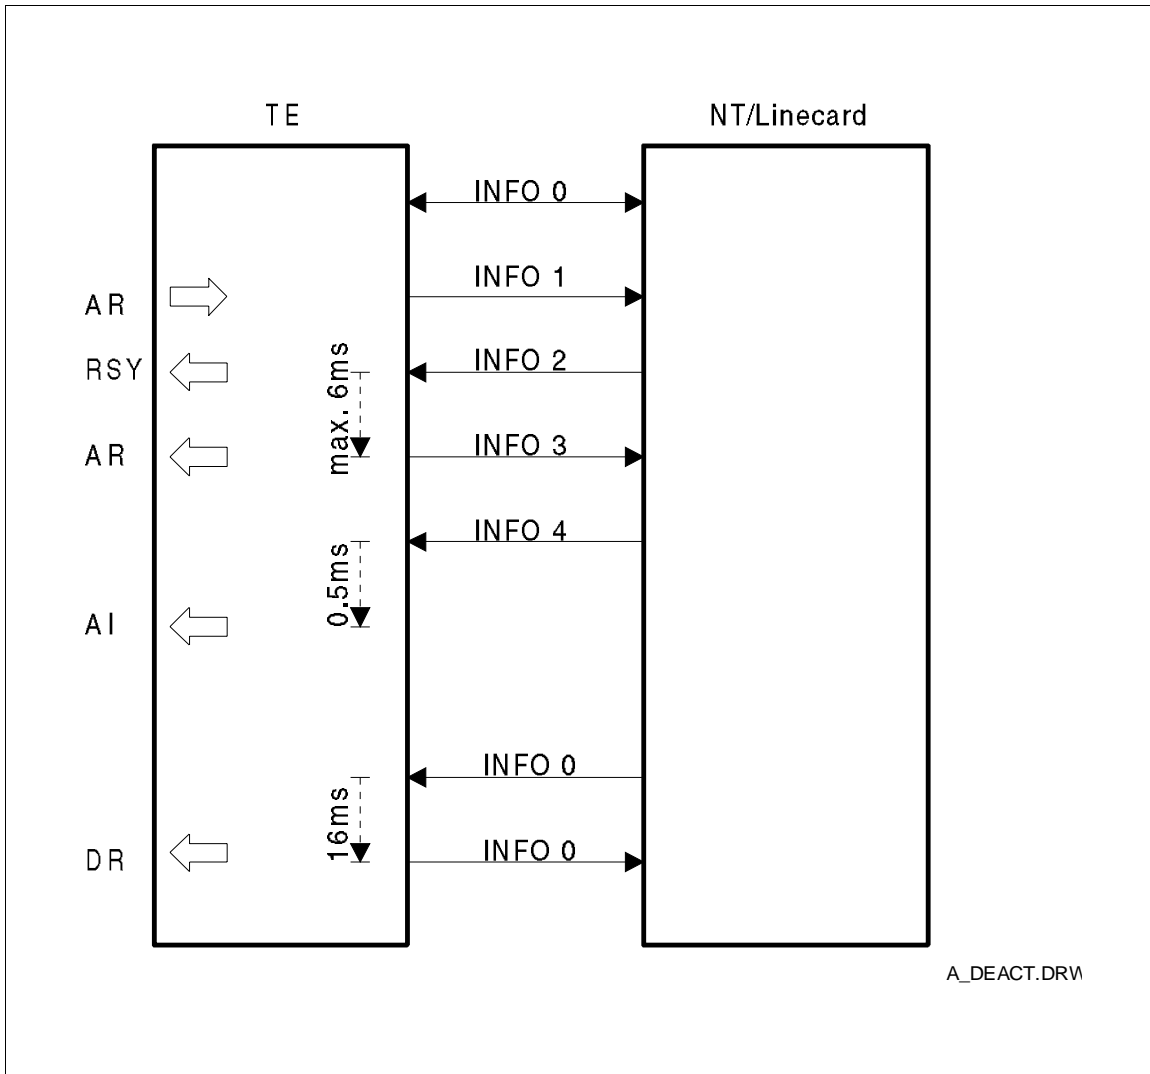 TE
NT/Linecard
INFO 0
AR
INFO 1
RSY
max. 6ms
INFO 2
AR
INFO 3
0.5ms
INFO 4
AI
16ms
INFO 0
DR
INFO 0
A_DEACT.DRW